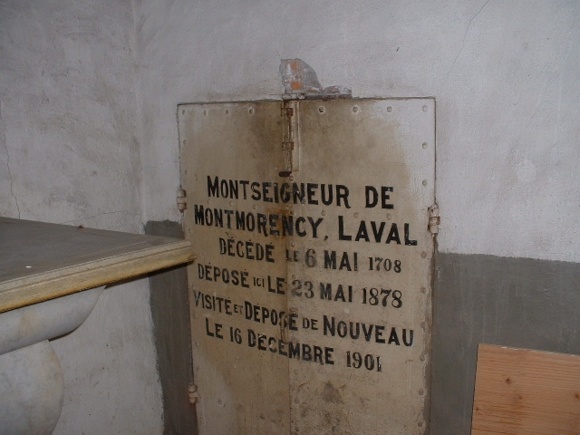 MONTSEIGNEUR DE
MONTMORENCY, LAVAL
DÉCÉDÉ LE 6 MAI 1708
DÉPOSÉ ICI LE 23 MAI 1878
VISITÉ ET DÉPOSÉ DE NOUVEAU
LE 16 DÉCEMBRE 1901